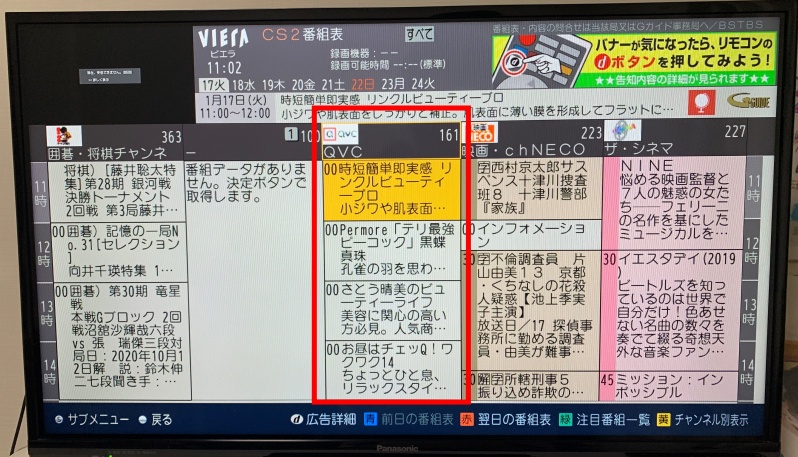 VIERA
ビエラ
11:02
CS2番組表
すべて
録画機器：－－
録画可能時間 －－:－－(標準)
番組表・内容の問合せは当該局又はGガイド事務局へ／BSTBS
バナーが気になったら、リモコンの
dボタンを押してみよう！
★★告知内容の詳細が見られます★★
17火 18水 19木 20金 21土 22日 23月 24火
1月17日(火)
11:00～12:00
時短簡単即実感 リンクルビューティープロ
小ジワや肌表面をしっかりと補正。肌表面に薄い膜を形成してフラットに…
G-GUIDE
363
囲碁・将棋チャンネ
1 100
－
QVC 161
QVC
映画 NECO 223
映画・chNECO
227
ザ・シネマ
11時
12時
13時
14時
将棋) [藤井聡太特
集]第28期 銀河戦
決勝トーナメント
2回戦 第3局藤井…
00囲碁) 記憶の一局N
o.31[セレクション
]
向井千瑛特集 1…
00囲碁) 第30期 竜星
戦
本戦Gブロック 2回
戦沼舘沙輝哉六段
vs 張 瑞傑三段対
局日：2020年10月1
2日解 説：鈴木伸
二七段聞き手：…
番組データがありま
せん。決定ボタンで
取得します。
00時短簡単即実感 リ
ンクルビューティ
ープロ
小ジワや肌表面…
00Permore「テリ最強
ピーコック」黒蝶
真珠
孔雀の羽を思わ…
00さとう晴美のビュ
ーティーライフ
美容に関心の高い
方必見。人気商…
00お昼はチェッQ！ワ
クワク14
ちょっとひと息、
リラックスタイ…
字西村京太郎サス
ペンス十津川捜査
班8 十津川警部
『家族』
00インフォメーショ
ン
30字不倫調査員 片
山由美13 京都
・くちなしの花殺
人疑惑【池上季実
子主演】
放送日／17 探偵事
務所に勤める調査
員・由美が難事…
30解字所轄刑事5
振り込め詐欺の…
NINE
悩める映画監督と
7人の魅惑の女た
ち――フェリーニ
の名作を基にした
ミュージカルを…
30イエスタデイ(2019
)
ビートルズを知っ
ているのは世界で
自分だけ！色あせ
ない名曲の数々を
奏でて綴る奇想天
外な音楽ファン…
45ミッション：イン
ポッシブル
サブメニュー 戻る
d 広告詳細 青 前日の番組表 赤 翌日の番組表 緑 注目番組一覧 黄 チャンネル別表示
Panasonic